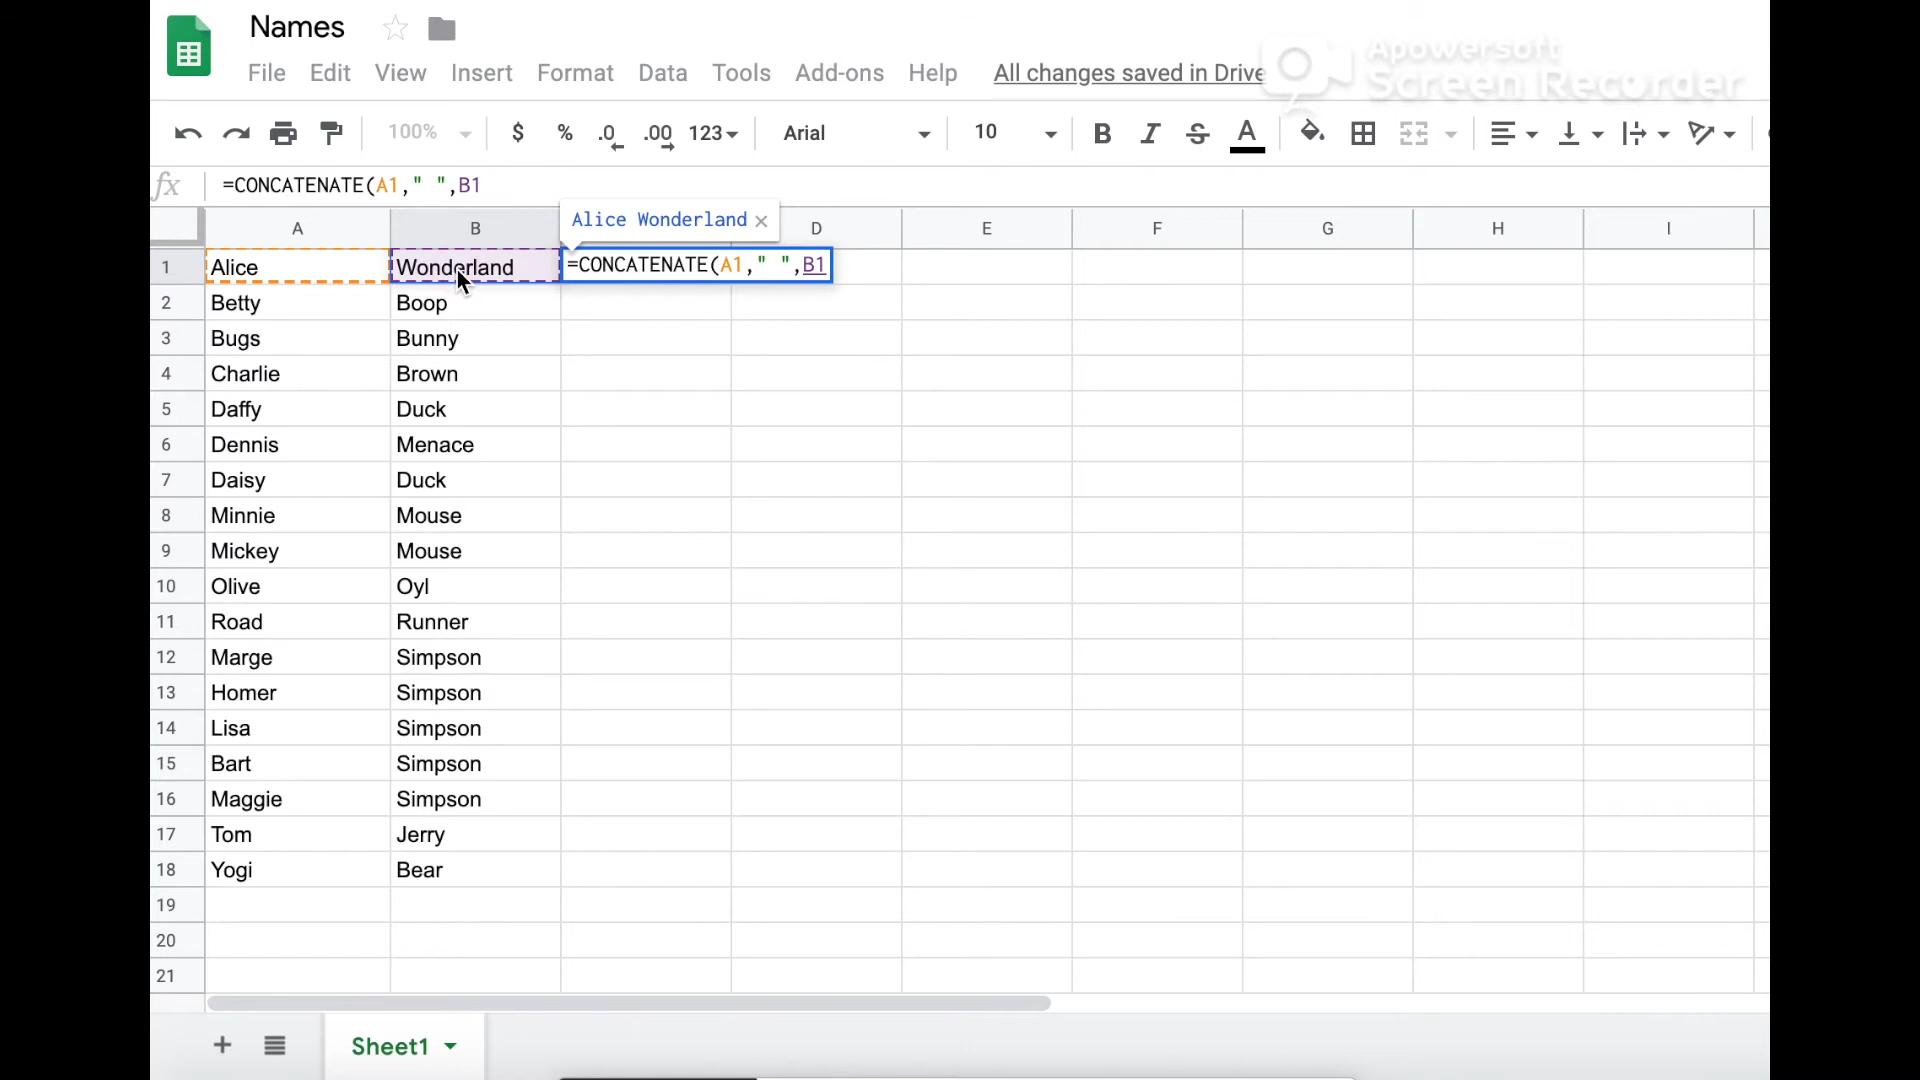 Names
File Edit View Insert Format Data Tools Add-ons Help All changes saved in Drive
Apowersoft
Screen Recorder
100% $ % .0 .00 123 Arial 10 B I S A
fx =CONCATENATE(A1," ",B1
Alice Wonderland ×
A B D E F G H I
1 Alice Wonderland =CONCATENATE(A1," ",B1
2 Betty Boop
3 Bugs Bunny
4 Charlie Brown
5 Daffy Duck
6 Dennis Menace
7 Daisy Duck
8 Minnie Mouse
9 Mickey Mouse
10 Olive Oyl
11 Road Runner
12 Marge Simpson
13 Homer Simpson
14 Lisa Simpson
15 Bart Simpson
16 Maggie Simpson
17 Tom Jerry
18 Yogi Bear
19
20
21
+ Sheet1